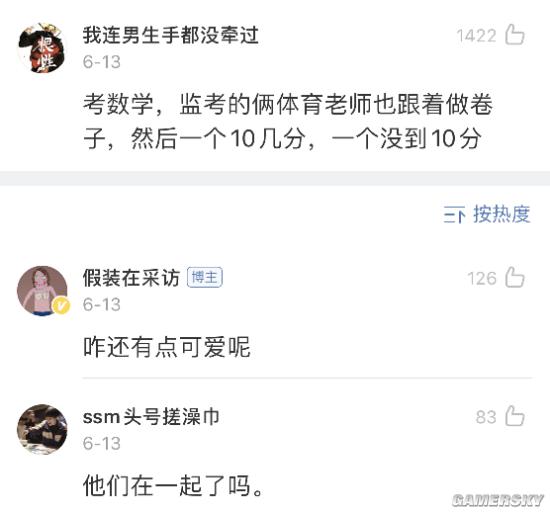 我连男生手都没牵过
1422
6-13
考数学，监考的俩体育老师也跟着做卷
子，然后一个10几分，一个没到10分
按热度
假装在采访 博主
126
6-13
咋还有点可爱呢
ssm头号搓澡巾
83
6-13
他们在一起了吗。
GAMERSKY